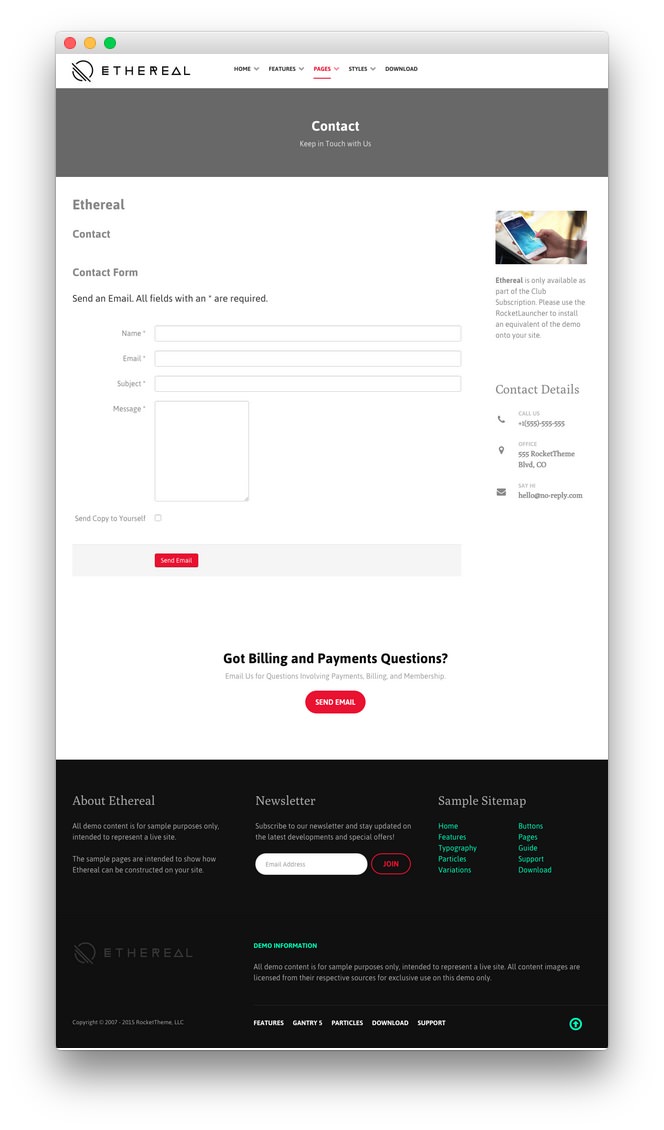 ETHEREAL
HOME FEATURES PAGES STYLES DOWNLOAD
Contact
Keep in Touch with Us
Ethereal
Contact
Contact Form
Send an Email. All fields with an * are required.
Name *
Email *
Subject *
Message *
Send Copy to Yourself
Send Email
Ethereal is only available as
part of the Club
Subscription. Please use the
RocketLauncher to install
an equivalent of the demo
onto your site.
Contact Details
CALL US
+1(555)-555-555
OFFICE
555 RocketTheme
Blvd, CO
SAY HI
hello@no-reply.com
Got Billing and Payments Questions?
Email Us for Questions Involving Payments, Billing, and Membership.
SEND EMAIL
About Ethereal
All demo content is for sample purposes only,
intended to represent a live site.
The sample pages are intended to show how
Ethereal can be constructed on your site.
Newsletter
Subscribe to our newsletter and stay updated on
the latest developments and special offers!
Email Address JOIN
Sample Sitemap
Home Buttons
Features Pages
Typography Guide
Particles Support
Variations Download
ETHEREAL
DEMO INFORMATION
All demo content is for sample purposes only, intended to represent a live site. All content images are
licensed from their respective sources for exclusive use on this demo only.
Copyright © 2007 - 2015 RocketTheme, LLC
FEATURES GANTRY 5 PARTICLES DOWNLOAD SUPPORT